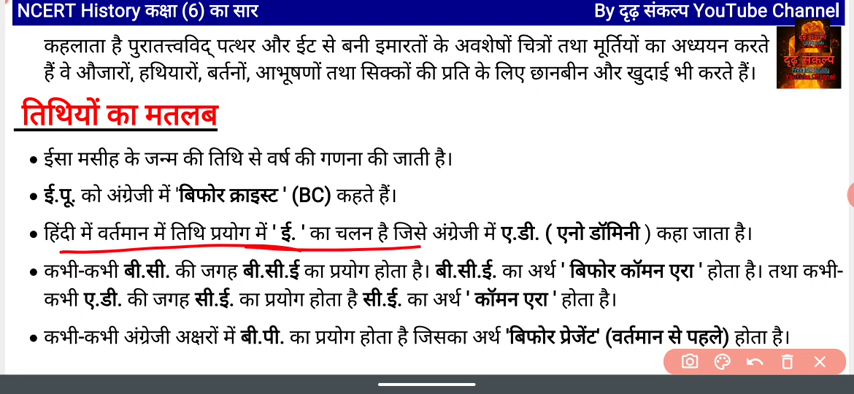 NCERT History कक्षा (6) का सार
By दृढ़ संकल्प YouTube Channel
कहलाता है पुरातत्त्वविद् पत्थर और ईट से बनी इमारतों के अवशेषों चित्रों तथा मूर्तियों का अध्ययन करते
हैं वे औजारों, हथियारों, बर्तनों, आभूषणों तथा सिक्कों की प्रति के लिए छानबीन और खुदाई भी करते हैं।
दृढ़ संकल्प
तिथियों का मतलब
• ईसा मसीह के जन्म की तिथि से वर्ष की गणना की जाती है।
• ई.पू. को अंग्रेजी में 'बिफोर क्राइस्ट ' (BC) कहते हैं।
• हिंदी में वर्तमान में तिथि प्रयोग में ' ई. ' का चलन है जिसे अंग्रेजी में ए.डी. ( एनो डॉमिनी ) कहा जाता है।
• कभी-कभी बी.सी. की जगह बी.सी.ई का प्रयोग होता है। बी.सी.ई. का अर्थ ' बिफोर कॉमन एरा ' होता है। तथा कभी-
कभी ए.डी. की जगह सी.ई. का प्रयोग होता है सी.ई. का अर्थ ' कॉमन एरा ' होता है।
• कभी-कभी अंग्रेजी अक्षरों में बी.पी. का प्रयोग होता है जिसका अर्थ 'बिफोर प्रेजेंट' (वर्तमान से पहले) होता है।